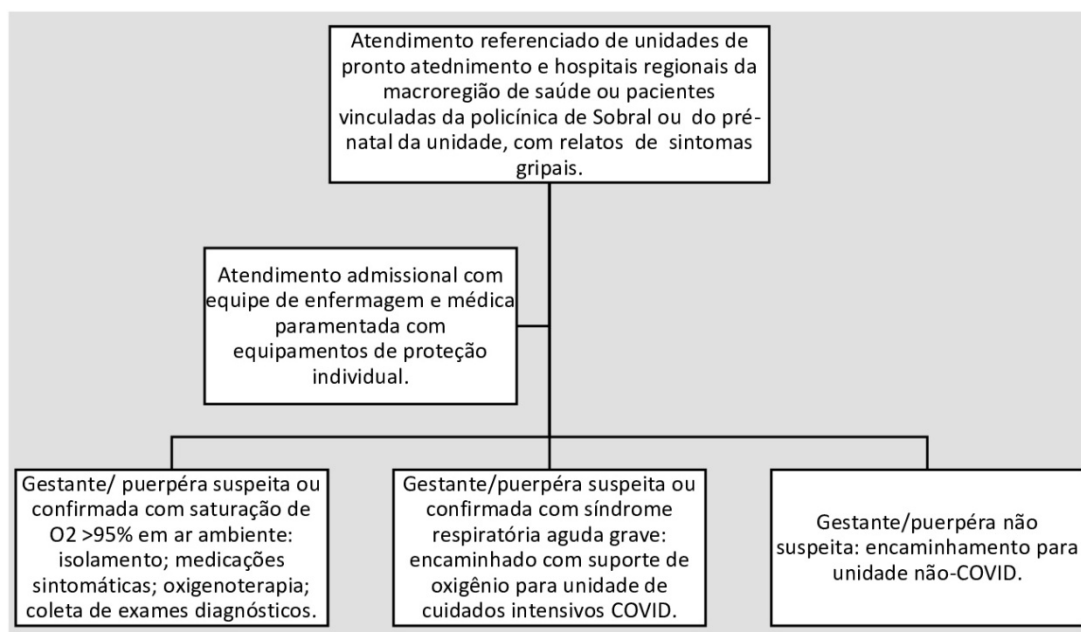 Atendimento referenciado de unidades de
pronto atednimento e hospitais regionais da
macroregião de saúde ou pacientes
vinculadas da policínica de Sobral ou do pré-
natal da unidade, com relatos de sintomas
gripais.
Atendimento admissional com
equipe de enfermagem e médica
paramentada com
equipamentos de proteção
individual.
Gestante/ puerpéra suspeita ou
confirmada com saturação de
O2 >95% em ar ambiente:
isolamento; medicações
sintomáticas; oxigenoterapia;
coleta de exames diagnósticos.
Gestante/puerpéra suspeita ou
confirmada com síndrome
respiratória aguda grave:
encaminhado com suporte de
oxigênio para unidade de
cuidados intensivos COVID.
Gestante/puerpéra não
suspeita: encaminhamento para
unidade não-COVID.